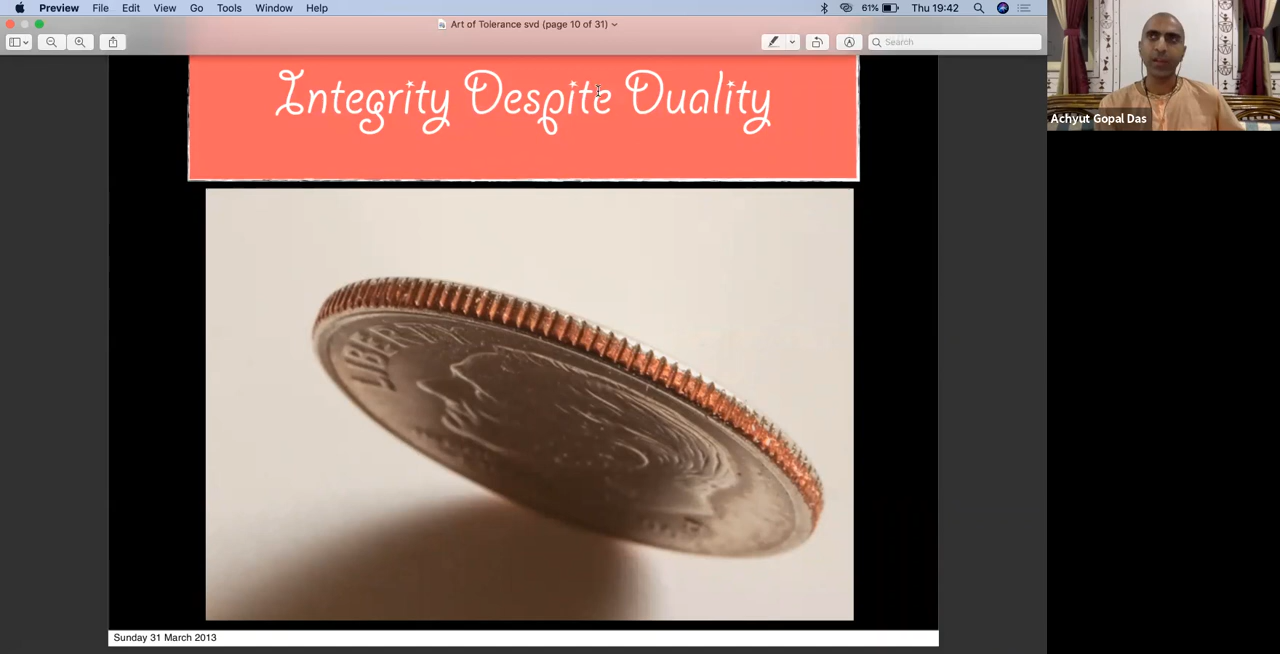 Preview File Edit View Go Tools Window Help 61% Thu 19:42
Art of Tolerance svd (page 10 of 31)
Search
Integrity Despite Duality
Achyut Gopal Das
LIBERTY
Sunday 31 March 2013